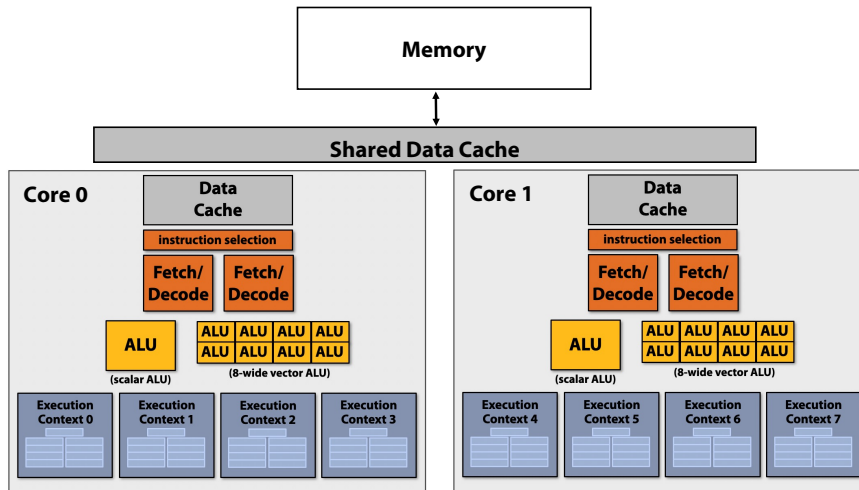 Memory
Shared Data Cache
Core 0
Data
Cache
instruction selection
Fetch/
Decode
Fetch/
Decode
ALU
(scalar ALU)
ALU ALU ALU ALU
ALU ALU ALU ALU
(8-wide vector ALU)
Execution
Context 0
Execution
Context 1
Execution
Context 2
Execution
Context 3
Core 1
Data
Cache
instruction selection
Fetch/
Decode
Fetch/
Decode
ALU
(scalar ALU)
ALU ALU ALU ALU
ALU ALU ALU ALU
(8-wide vector ALU)
Execution
Context 4
Execution
Context 5
Execution
Context 6
Execution
Context 7